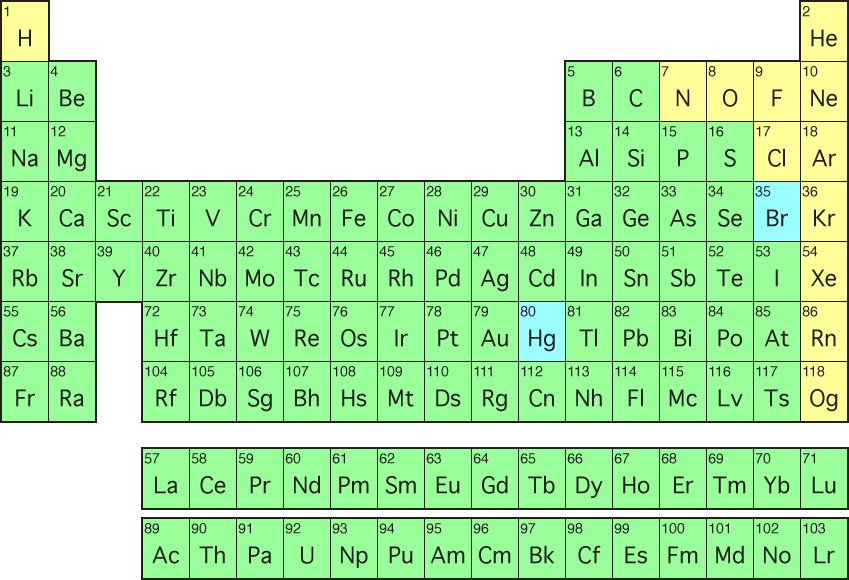 1 2
H He
3 4 5 6 7 8 9 10
Li Be B C N O F Ne
11 12 13 14 15 16 17 18
Na Mg Al Si P S Cl Ar
19 20 21 22 23 24 25 26 27 28 29 30 31 32 33 34 35 36
K Ca Sc Ti V Cr Mn Fe Co Ni Cu Zn Ga Ge As Se Br Kr
37 38 39 40 41 42 43 44 45 46 47 48 49 50 51 52 53 54
Rb Sr Y Zr Nb Mo Tc Ru Rh Pd Ag Cd In Sn Sb Te I Xe
55 56 72 73 74 75 76 77 78 79 80 81 82 83 84 85 86
Cs Ba Hf Ta W Re Os Ir Pt Au Hg Tl Pb Bi Po At Rn
87 88 104 105 106 107 108 109 110 111 112 113 114 115 116 117 118
Fr Ra Rf Db Sg Bh Hs Mt Ds Rg Cn Nh Fl Mc Lv Ts Og
57 58 59 60 61 62 63 64 65 66 67 68 69 70 71
La Ce Pr Nd Pm Sm Eu Gd Tb Dy Ho Er Tm Yb Lu
89 90 91 92 93 94 95 96 97 98 99 100 101 102 103
Ac Th Pa U Np Pu Am Cm Bk Cf Es Fm Md No Lr